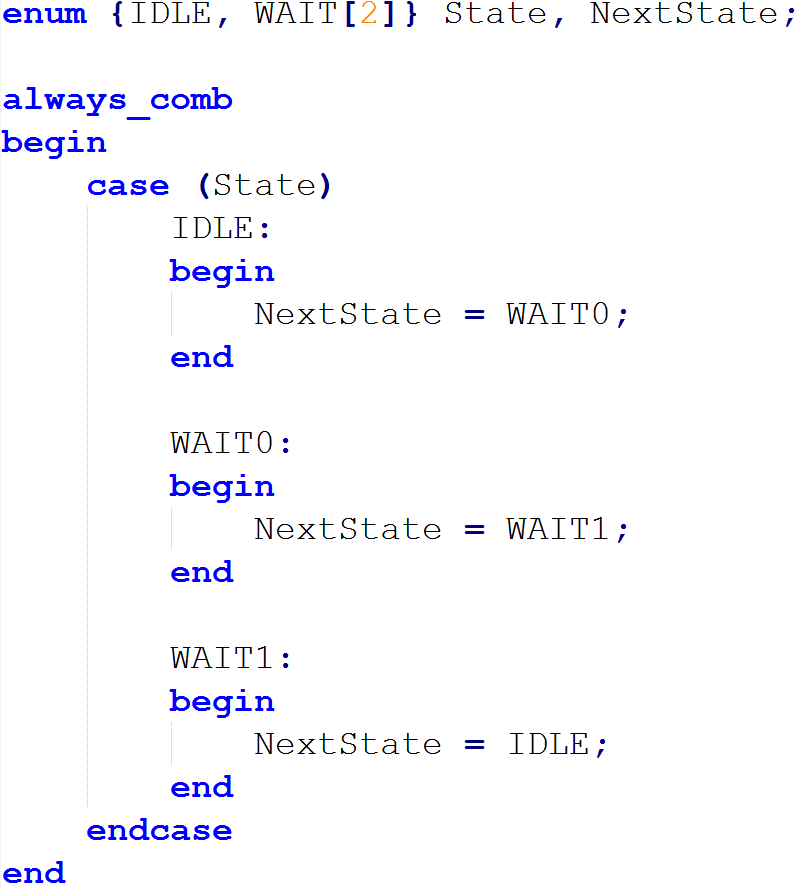 enum {IDLE, WAIT[2]} State, NextState;

always_comb
begin
    case (State)
        IDLE:
        begin
            NextState = WAIT0;
        end

        WAIT0:
        begin
            NextState = WAIT1;
        end

        WAIT1:
        begin
            NextState = IDLE;
        end
    endcase
end